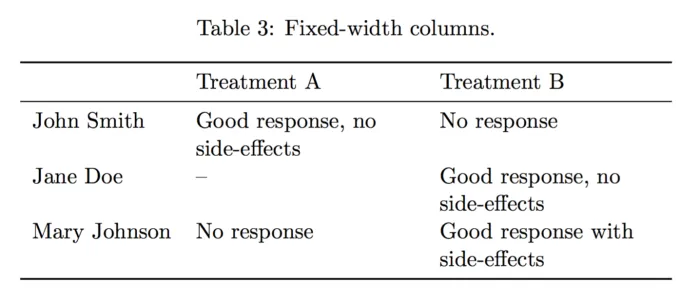 Table 3: Fixed-width columns.
Treatment A Treatment B
John Smith Good response, no No response
side-effects
Jane Doe – Good response, no
side-effects
Mary Johnson No response Good response with
side-effects